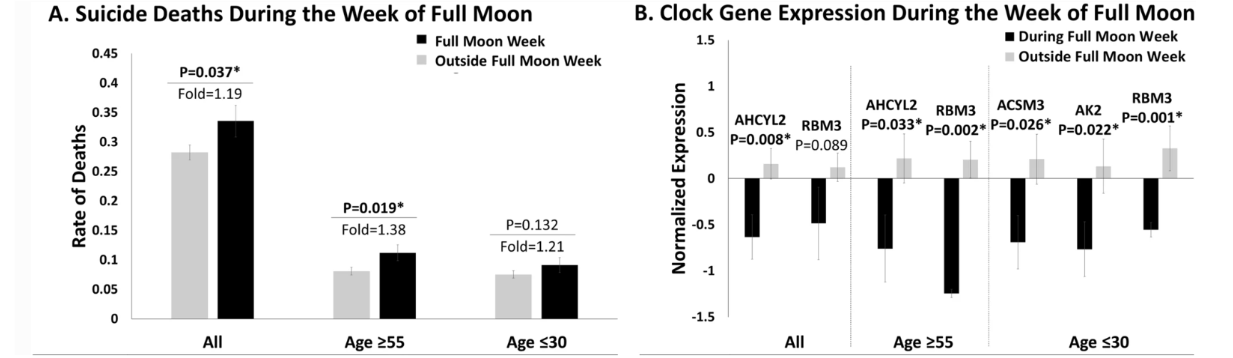 A. Suicide Deaths During the Week of Full Moon
Full Moon Week
Outside Full Moon Week
Rate of Deaths
0.45
0.4
0.35
0.3
0.25
0.2
0.15
0.1
0.05
0
P=0.037*
Fold=1.19
P=0.019*
Fold=1.38
P=0.132
Fold=1.21
All
Age ≥55
Age ≤30
B. Clock Gene Expression During the Week of Full Moon
During Full Moon Week
Outside Full Moon Week
Normalized Expression
1.5
1
0.5
0
-0.5
-1
-1.5
AHCYL2
P=0.008*
RBM3
P=0.089
AHCYL2
P=0.033*
RBM3
P=0.002*
ACSM3
P=0.026*
AK2
P=0.022*
RBM3
P=0.001*
All
Age ≥55
Age ≤30